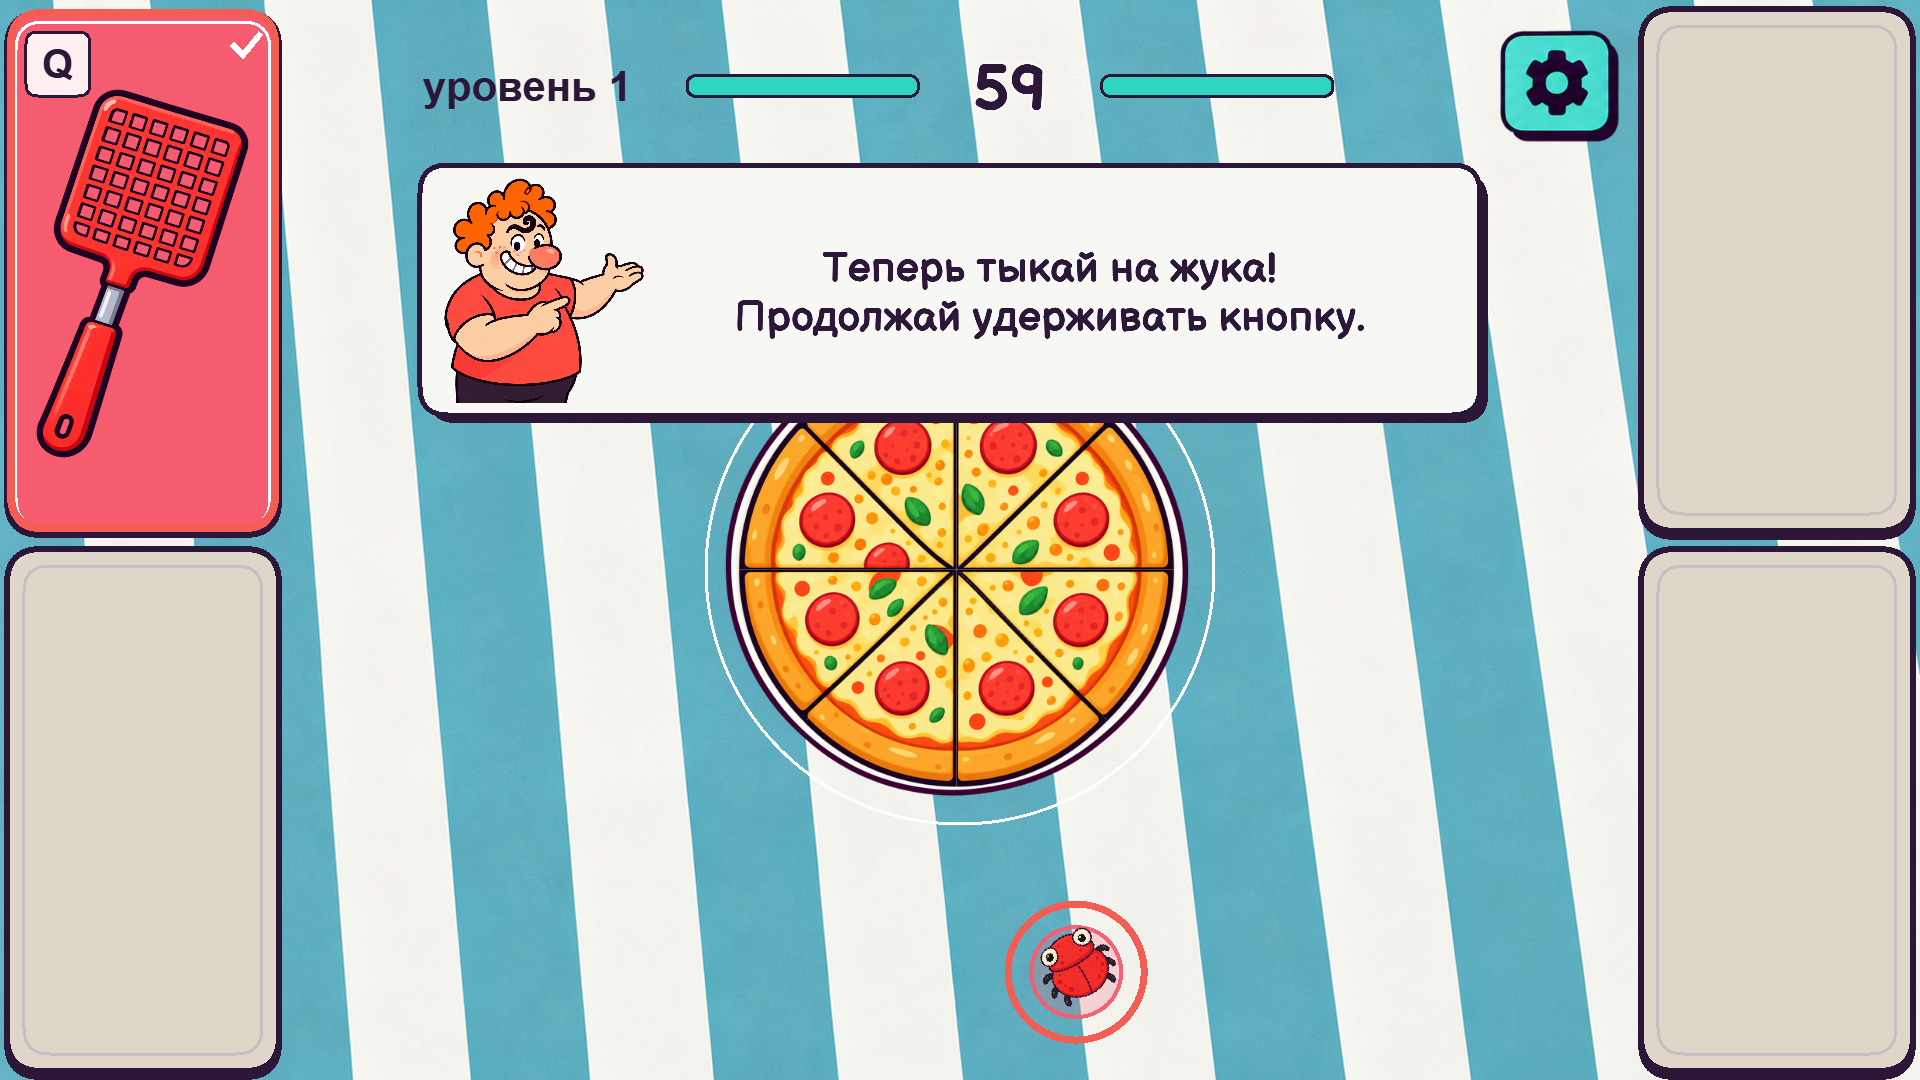 Q
уровень 1
59
Теперь тыкай на жука!
Продолжай удерживать кнопку.